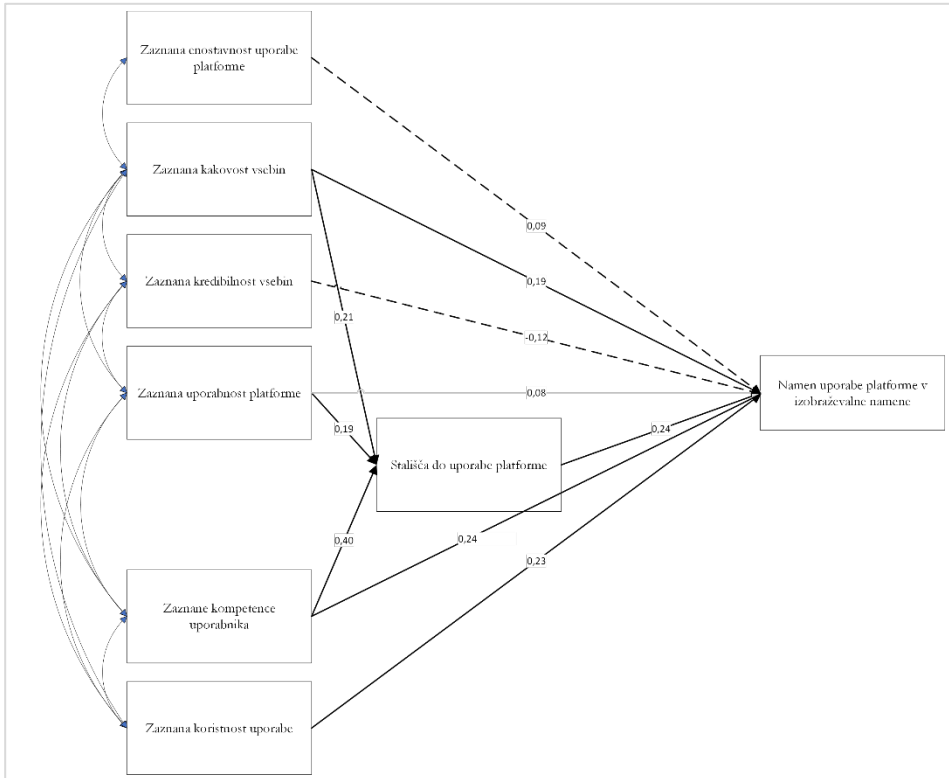 Zaznana enostavnost uporabe
platforme
Zaznana kakovost vsebin
0,09
0,19
Zaznana kredibilnost vsebin
0,21
-0,12
Zaznana uporabnost platforme
0,08
Namen uporabe platforme v
izobraževalne namene
0,19
0,24
Stališča do uporabe platforme
0,40
0,24
0,23
Zaznane kompetence
uporabnika
Zaznana koristnost uporabe